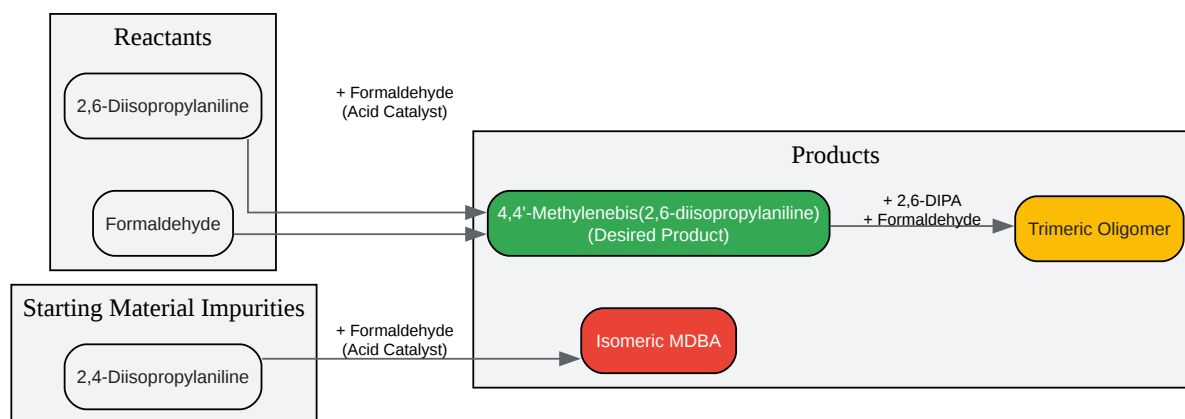 Reactants
2,6-Diisopropylaniline
Formaldehyde
+ Formaldehyde
(Acid Catalyst)
Products
4,4'-Methylenebis(2,6-diisopropylaniline)
(Desired Product)
+ 2,6-DIPA
+ Formaldehyde
Trimeric Oligomer
Starting Material Impurities
2,4-Diisopropylaniline
+ Formaldehyde
(Acid Catalyst)
Isomeric MDBA